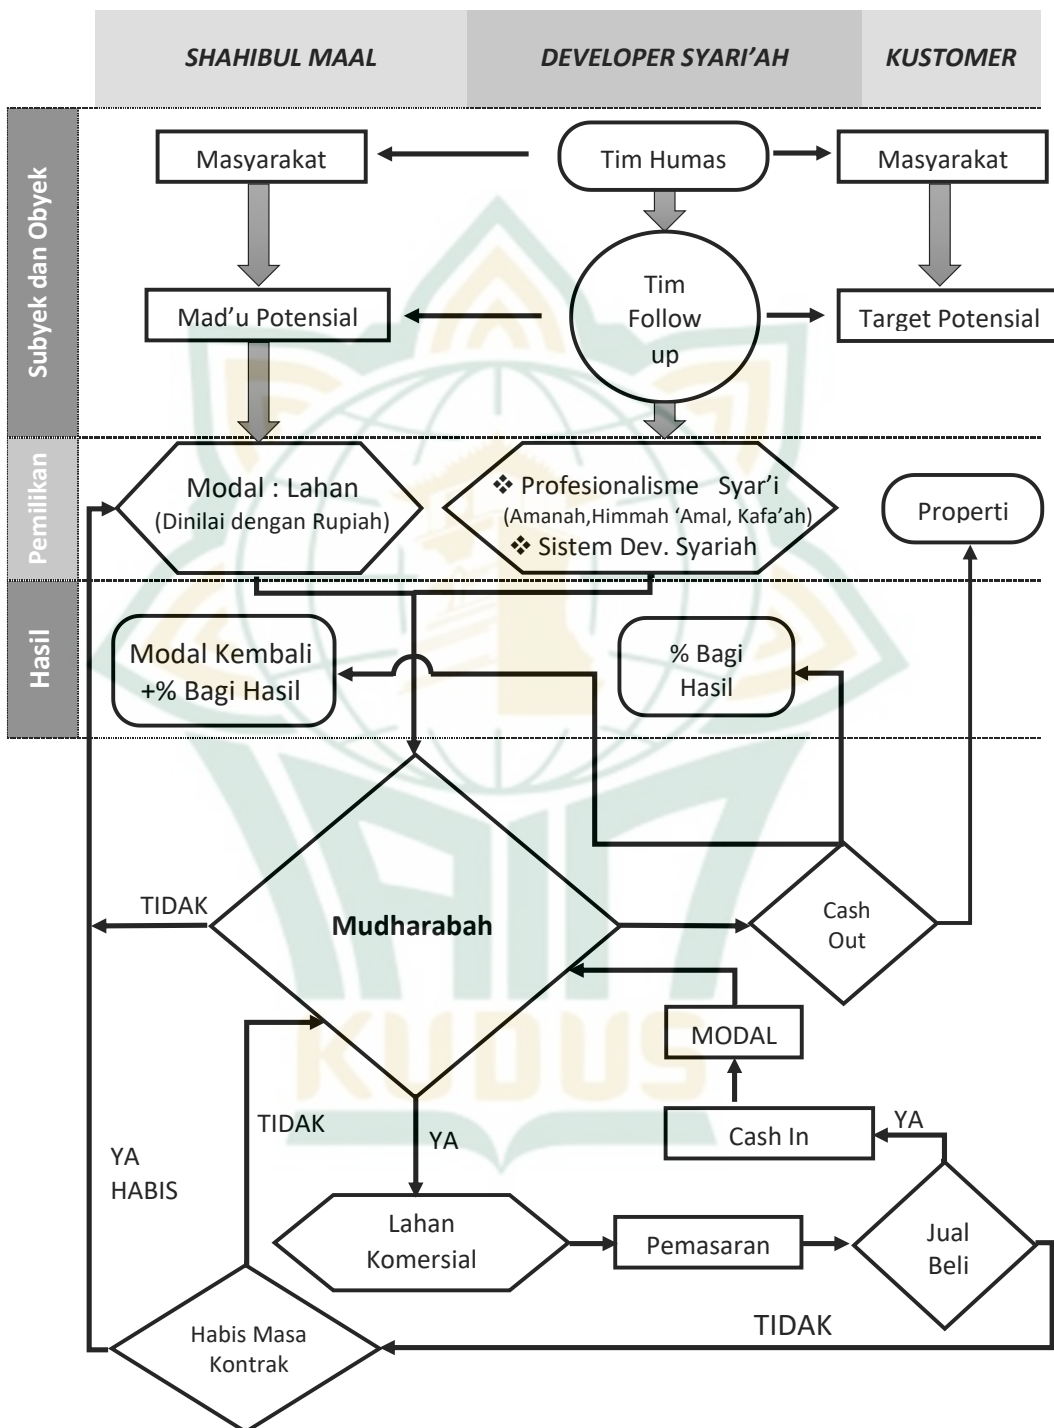 SHAHIBUL MAAL
DEVELOPER SYARI’AH
KUSTOMER
Subyek dan Obyek
Masyarakat
Tim Humas
Masyarakat
Mad’u Potensial
Tim
Follow
up
Target Potensial
Pemilikan
Modal : Lahan
(Dinilai dengan Rupiah)
❖ Profesionalisme Syar’i
(Amanah,Himmah ‘Amal, Kafa’ah)
❖ Sistem Dev. Syariah
Properti
Hasil
Modal Kembali
+% Bagi Hasil
% Bagi
Hasil
TIDAK
Mudharabah
Cash
Out
MODAL
KUDUS
TIDAK
YA
Cash In
YA
YA
HABIS
Lahan
Komersial
Pemasaran
Jual
Beli
TIDAK
Habis Masa
Kontrak